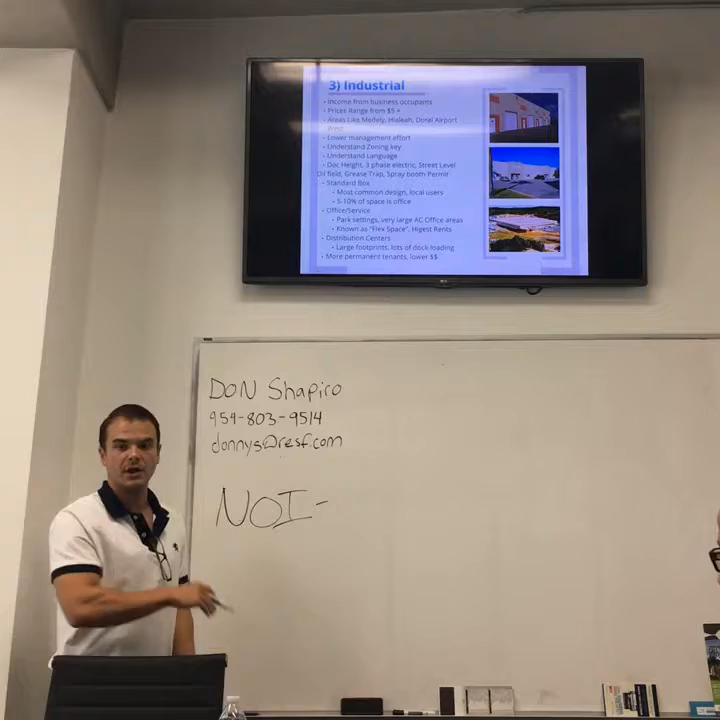 3) Industrial
- Income from business occupants
- Prices Range from $5 +
- Areas Like Medely, Hialeah, Doral Airport
West
- Lower management effort
- Understand Zoning key
- Understand Language
- Doc Height, 3 phase electric, Street Level
Oil field, Grease Trap, Spray booth Permir
- Standard Box
- Most common design, local users
- 5-10% of space is office
- Office/Service
- Park settings, very large AC Office areas
- Known as "Flex Space", Higest Rents
- Distribution Centers
- Large footprints, lots of dock loading
- More permanent tenants, lower $$
LG
DON Shapiro
954-803-9514
donnys@resf.com
NOI-